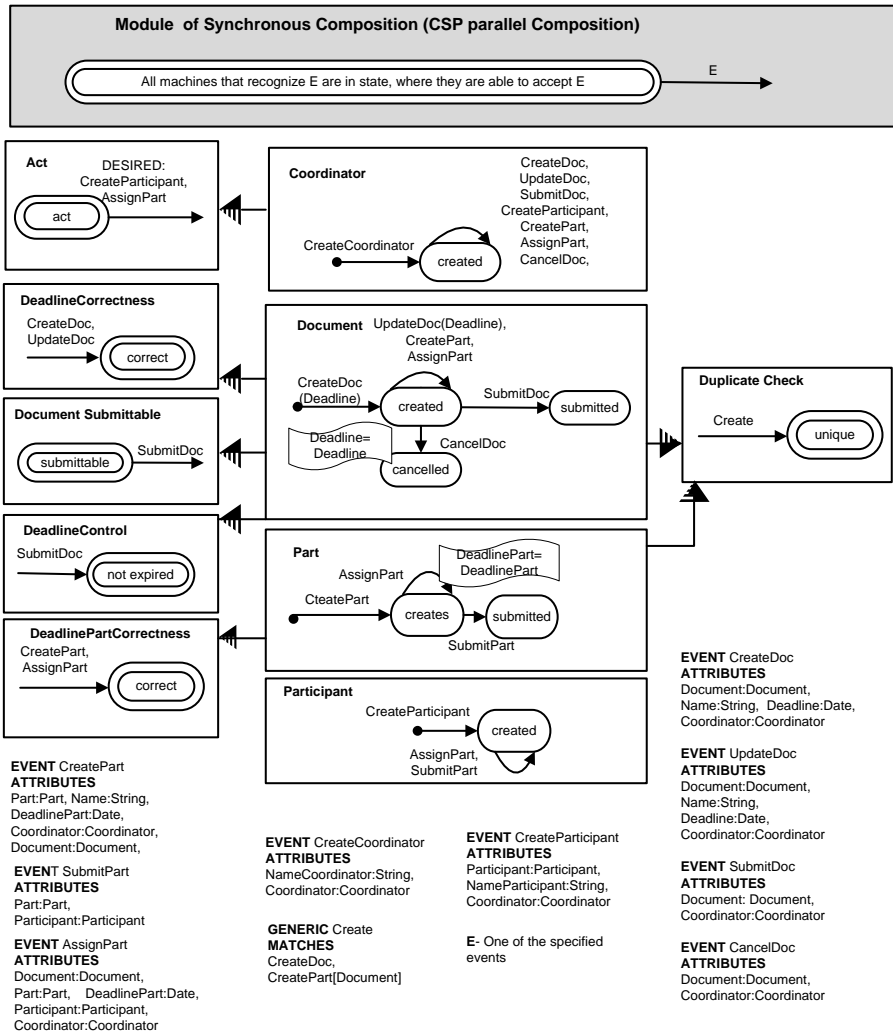 Module of Synchronous Composition (CSP parallel Composition)
All machines that recognize E are in state, where they are able to accept E
E
Act
DESIRED:
CreateParticipant,
AssignPart
act
Coordinator
CreateDoc,
UpdateDoc,
SubmitDoc,
CreateParticipant,
CreatePart,
AssignPart,
CancelDoc,
CreateCoordinator
created
DeadlineCorrectness
CreateDoc,
UpdateDoc
correct
Document
UpdateDoc(Deadline),
CreatePart,
AssignPart
CreateDoc
(Deadline)
created
SubmitDoc
submitted
Deadline=
Deadline
CancelDoc
cancelled
Duplicate Check
Create
unique
Document Submittable
submittable
SubmitDoc
DeadlineControl
SubmitDoc
not expired
Part
AssignPart
DeadlinePart=
DeadlinePart
CteatePart
creates
submitted
SubmitPart
DeadlinePartCorrectness
CreatePart,
AssignPart
correct
Participant
CreateParticipant
created
AssignPart,
SubmitPart
EVENT CreatePart
ATTRIBUTES
Part:Part, Name:String,
DeadlinePart:Date,
Coordinator:Coordinator,
Document:Document,
EVENT SubmitPart
ATTRIBUTES
Part:Part,
Participant:Participant
EVENT AssignPart
ATTRIBUTES
Document:Document,
Part:Part, DeadlinePart:Date,
Participant:Participant,
Coordinator:Coordinator
EVENT CreateCoordinator
ATTRIBUTES
NameCoordinator:String,
Coordinator:Coordinator
GENERIC Create
MATCHES
CreateDoc,
CreatePart[Document]
EVENT CreateParticipant
ATTRIBUTES
Participant:Participant,
NameParticipant:String,
Coordinator:Coordinator
E- One of the specified
events
EVENT CreateDoc
ATTRIBUTES
Document:Document,
Name:String, Deadline:Date,
Coordinator:Coordinator
EVENT UpdateDoc
ATTRIBUTES
Document:Document,
Name:String,
Deadline:Date,
Coordinator:Coordinator
EVENT SubmitDoc
ATTRIBUTES
Document: Document,
Coordinator:Coordinator
EVENT CancelDoc
ATTRIBUTES
Document:Document,
Coordinator:Coordinator